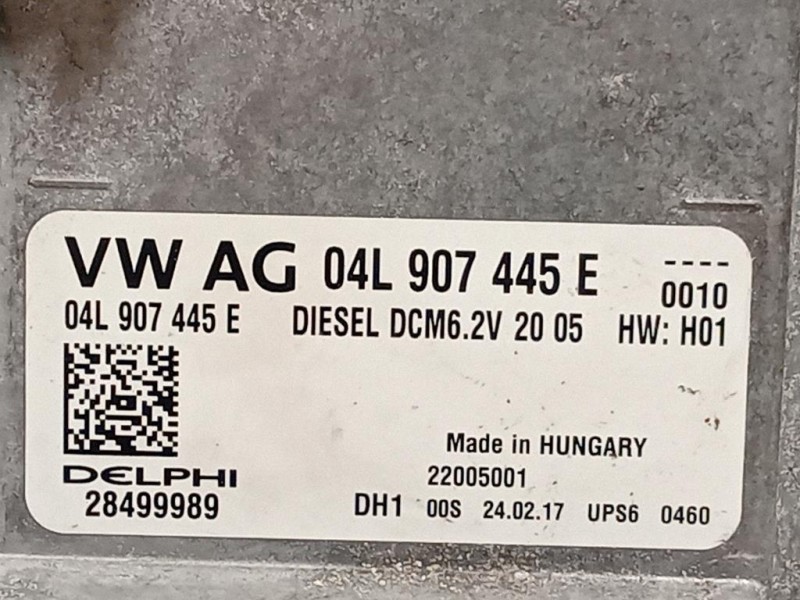 VW AG 04L 907 445 E ----
0010
04L 907 445 E DIESEL DCM6.2V 20 05 HW: H01
Made in HUNGARY
DELPHI 22005001
28499989 DH1 00S 24.02.17 UPS6 0460